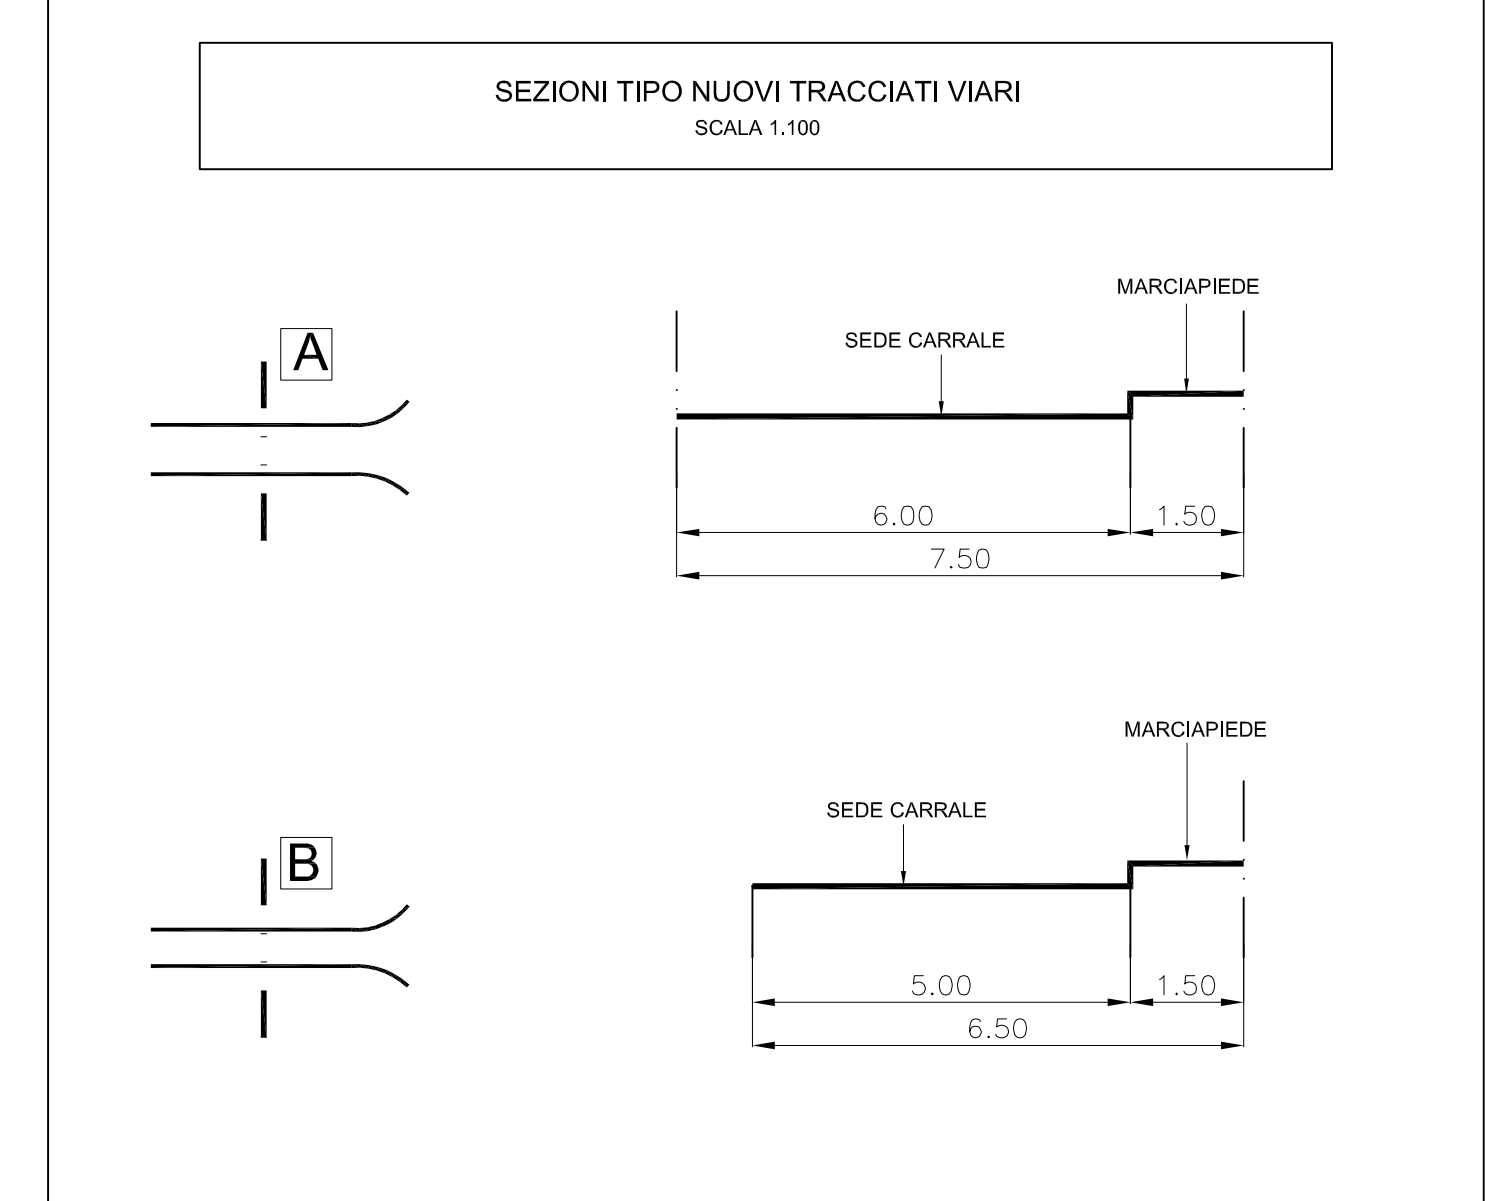 SEZIONI TIPO NUOVI TRACCIATI VIARI
SCALA 1.100
A
MARCIAPIEDE
SEDE CARRALE
6.00 1.50
7.50
B
MARCIAPIEDE
SEDE CARRALE
5.00 1.50
6.50